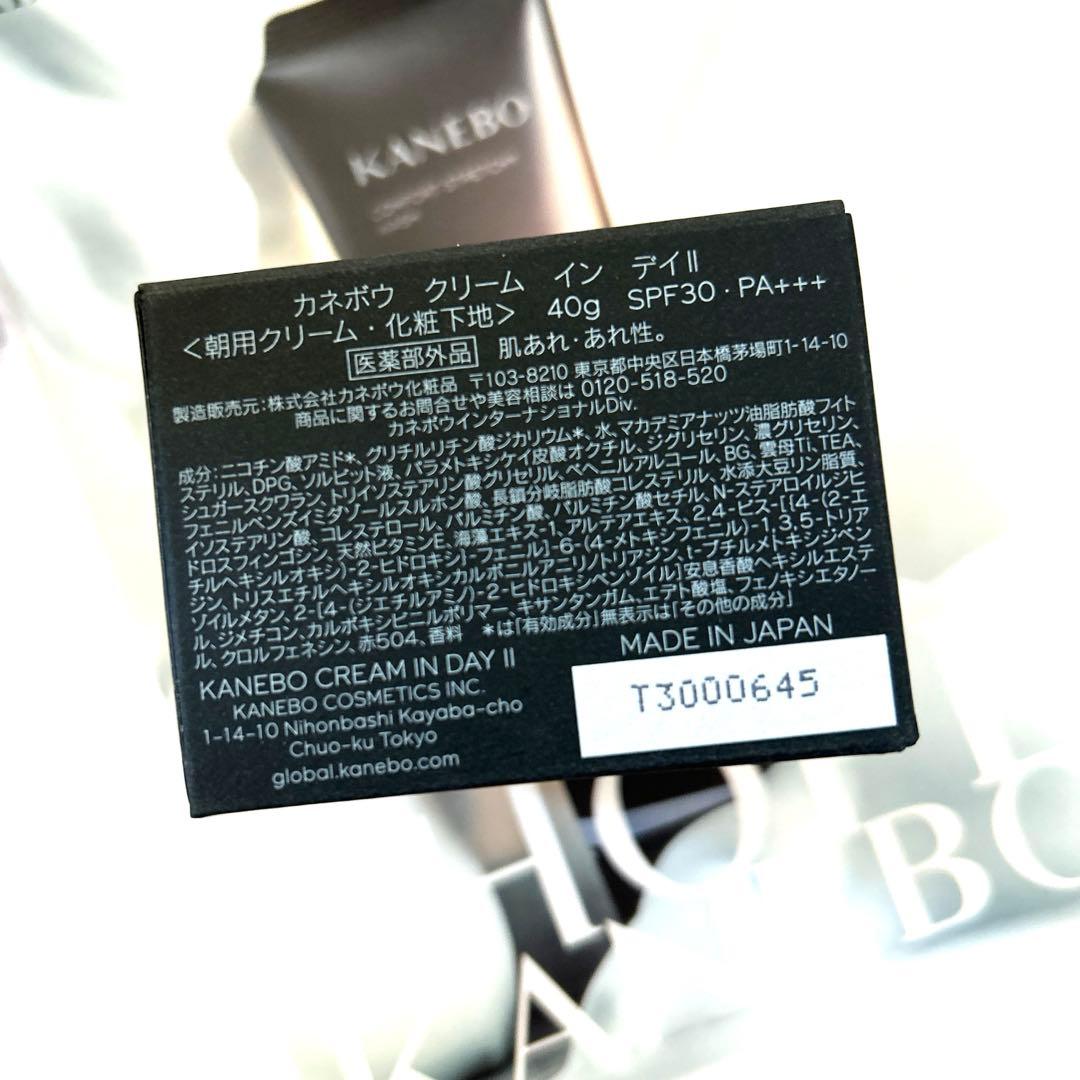 KANEBO
カネボウ クリーム イン デイII
<朝用クリーム・化粧下地> 40g SPF30・PA+++
医薬部外品 肌あれ・あれ性。
製造販売元:株式会社カネボウ化粧品 〒103-8210 東京都中央区日本橋茅場町1-14-10
商品に関するお問合せや美容相談は 0120-518-520
カネボウインターナショナルDiv.
成分:ニコチン酸アミド*、グリチルリチン酸ジカリウム*、水、マカデミアナッツ油脂肪酸フィト
ステリル、DPG、ソルビット液、パラメトキシケイ皮酸オクチル、ジグリセリン、濃グリセリン、
シュガースクワラン、トリイソステアリン酸グリセリル、ベヘニルアルコール、BG、雲母Ti、TEA、
フェニルベンズイミダゾールスルホン酸、長鎖分岐脂肪酸コレステリル、水添大豆リン脂質、
イソステアリン酸、コレステロール、パルミチン酸、パルミチン酸セチル、N-ステアロイルジヒ
ドロスフィンゴシン、天然ビタミンE、海藻エキス-1、アルテアエキス、2,4-ビス-[{4-(2-エ
チルヘキシルオキシ)-2-ヒドロキシ}-フェニル]-6-(4-メトキシフェニル)-1,3,5-トリア
ジン、トリスエチルヘキシルオキシカルボニルアニリノトリアジン、t-ブチルメトキシジベン
ゾイルメタン、2-[4-(ジエチルアミノ)-2-ヒドロキシベンゾイル]安息香酸ヘキシルエステ
ル、ジメチコン、カルボキシビニルポリマー、キサンタンガム、エデト酸塩、フェノキシエタノー
ル、クロルフェネシン、赤504、香料 *は「有効成分」無表示は「その他の成分」
KANEBO CREAM IN DAY II
KANEBO COSMETICS INC.
1-14-10 Nihonbashi Kayaba-cho
Chuo-ku Tokyo
global.kanebo.com
MADE IN JAPAN
T3000645